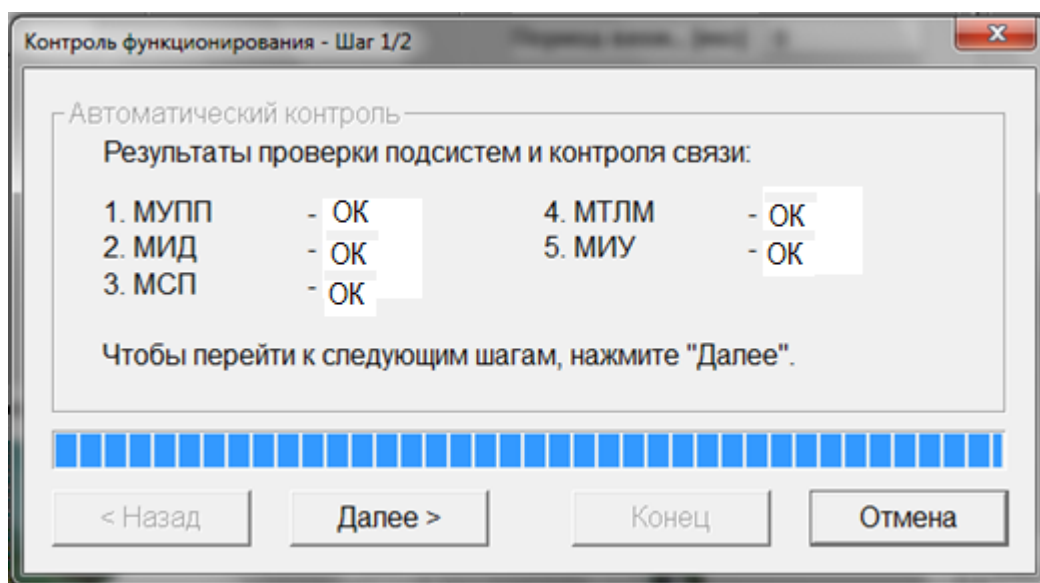 Контроль функционирования - Шаг 1/2
Автоматический контроль
Результаты проверки подсистем и контроля связи:
1. МУПП - ОК
2. МИД - ОК
3. МСП - ОК
4. МТЛМ - ОК
5. МИУ - ОК
Чтобы перейти к следующим шагам, нажмите "Далее".
< Назад
Далее >
Конец
Отмена